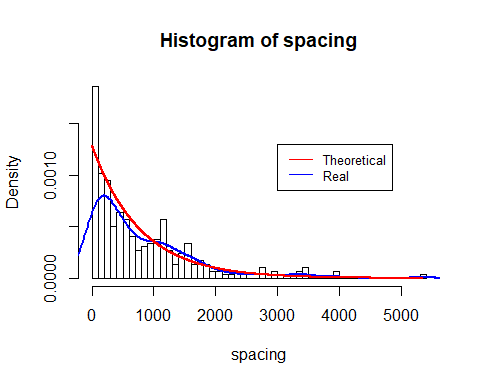 Histogram of spacing
Density
0.0010
0.0000
Theoretical
Real
0 1000 2000 3000 4000 5000
spacing